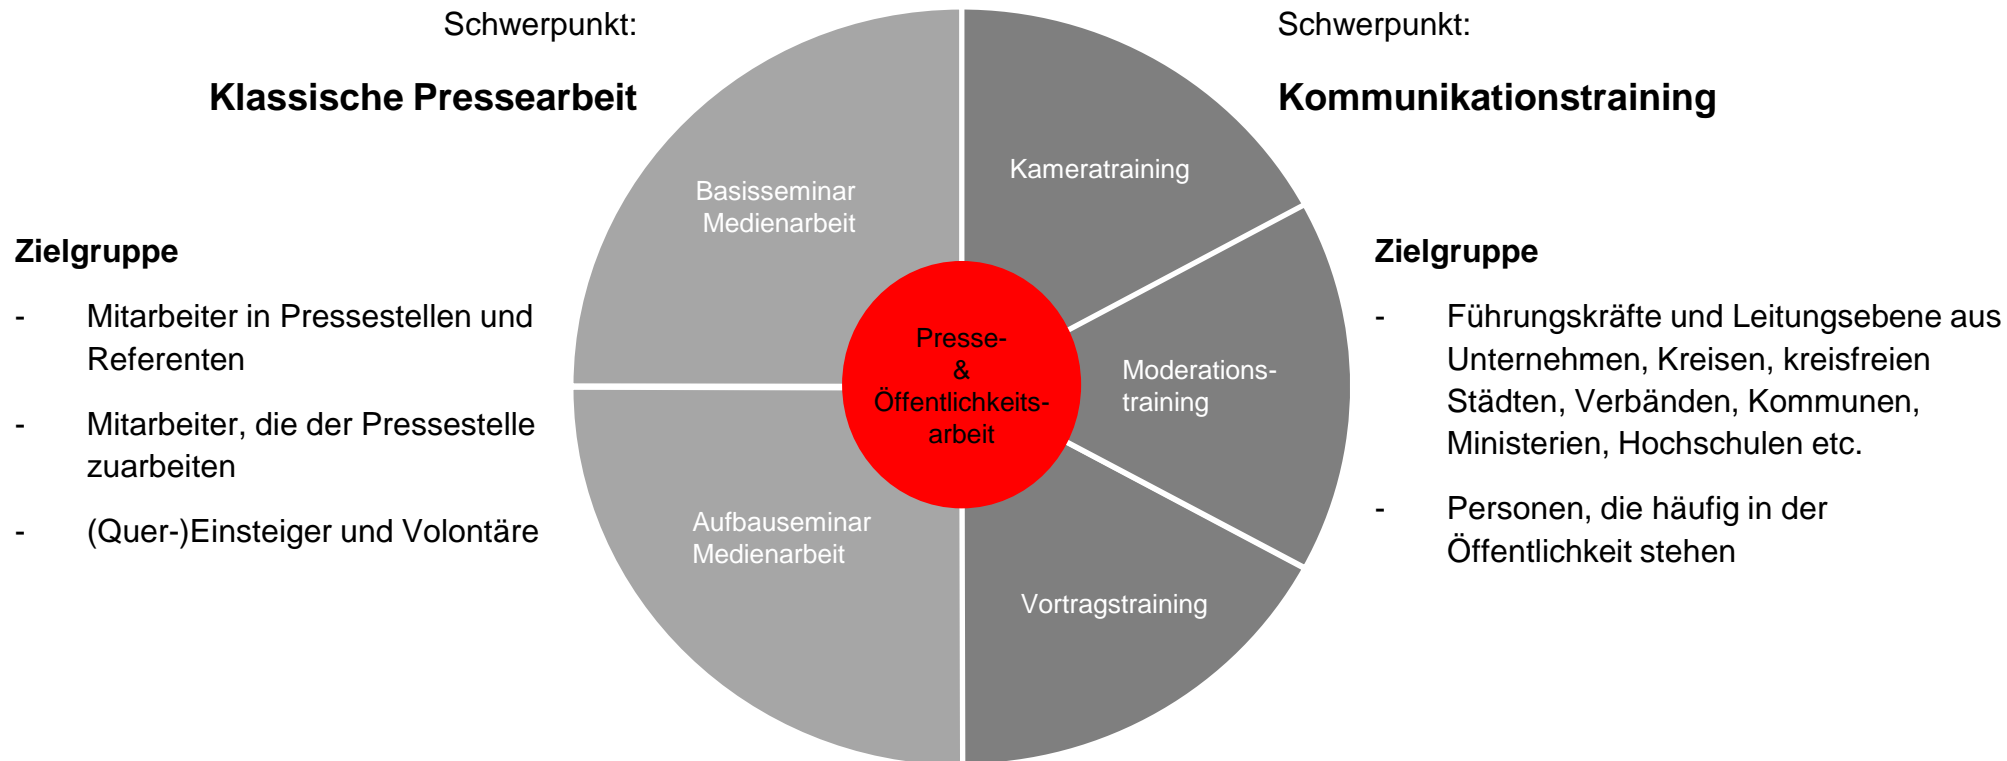 Schwerpunkt:
Klassische Pressearbeit
Zielgruppe
- Mitarbeiter in Pressestellen und
Referenten
- Mitarbeiter, die der Pressestelle
zuarbeiten
- (Quer-)Einsteiger und Volontäre
Basisseminar
Medienarbeit
Aufbauseminar
Medienarbeit
Presse-
&
Öffentlichkeits-
arbeit
Kameratraining
Moderations-
training
Vortragstraining
Schwerpunkt:
Kommunikationstraining
Zielgruppe
- Führungskräfte und Leitungsebene aus
Unternehmen, Kreisen, kreisfreien
Städten, Verbänden, Kommunen,
Ministerien, Hochschulen etc.
- Personen, die häufig in der
Öffentlichkeit stehen